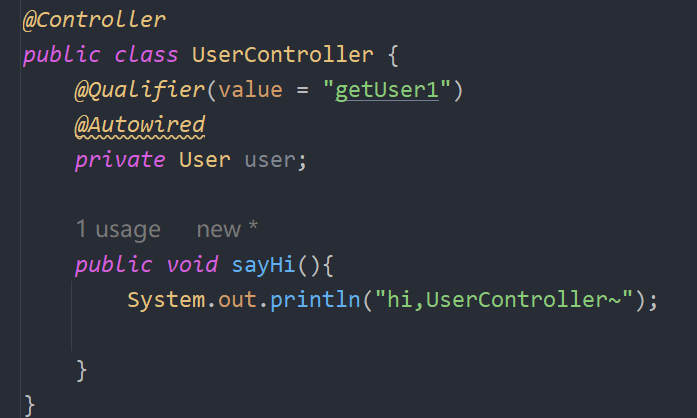 @Controller
public class UserController {
@Qualifier(value = "getUser1")
@Autowired
private User user;
1 usage new *
public void sayHi(){
System.out.println("hi,UserController~");
}
}